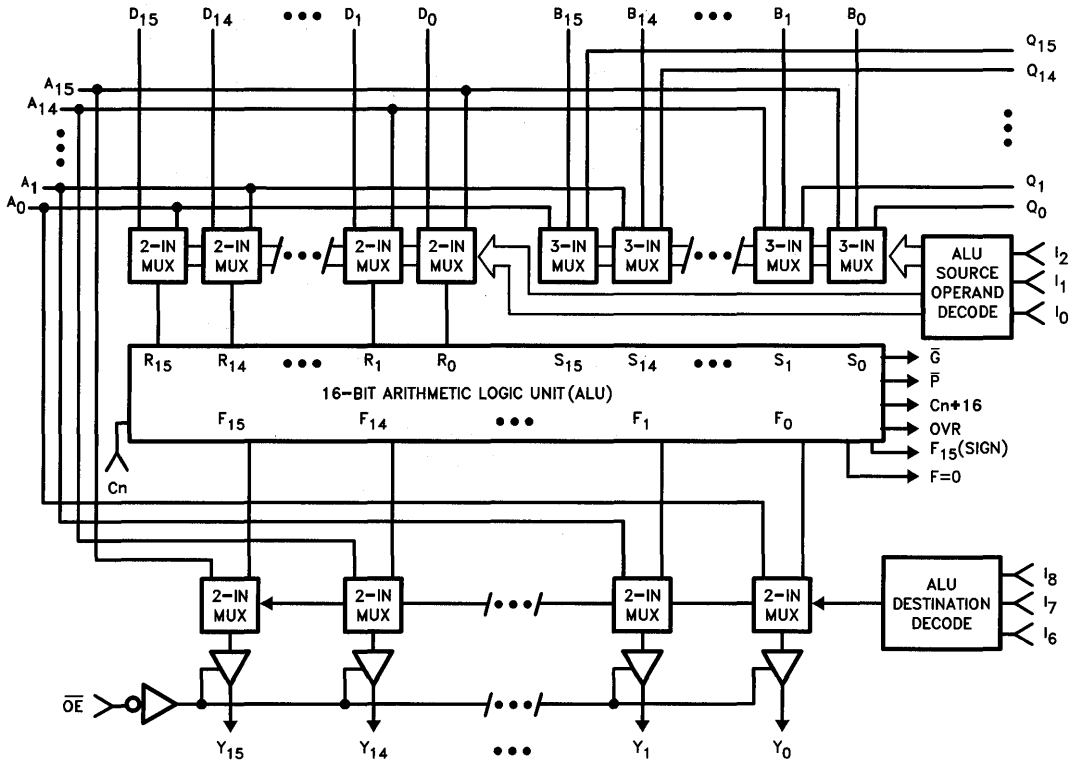 D15 D14 ••• D1 D0 B15 B14 ••• B1 B0
Q15
Q14
A15
A14
A1
A0
Q1
Q0
2-IN MUX
2-IN MUX
2-IN MUX
2-IN MUX
3-IN MUX
3-IN MUX
3-IN MUX
3-IN MUX
ALU
SOURCE
OPERAND
DECODE
I2
I1
I0
R15 R14 ••• R1 R0 S15 S14 ••• S1 S0
16-BIT ARITHMETIC LOGIC UNIT (ALU)
F15 F14 ••• F1 F0
G̅
P̅
Cn+16
OVR
F15 (SIGN)
F=0
Cn
2-IN MUX
2-IN MUX
2-IN MUX
2-IN MUX
ALU
DESTINATION
DECODE
I8
I7
I6
O̅E̅
Y15 Y14 ••• Y1 Y0